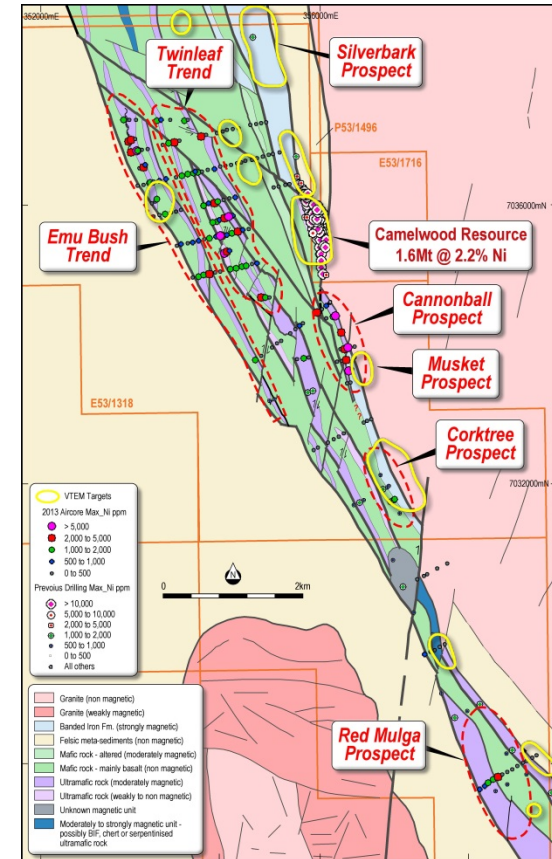 352000mE
356000mE
Twinleaf
Trend
Silverbark
Prospect
P53/1496
E53/1716
7036000mN
Emu Bush
Trend
Camelwood Resource
1.6Mt @ 2.2% Ni
Cannonball
Prospect
Musket
Prospect
E53/1318
Corktree
Prospect
7032000mN
VTEM Targets
2013 Aircore Max_Ni ppm
> 5,000
2,000 to 5,000
1,000 to 2,000
500 to 1,000
0 to 500
Prevoius Drilling Max_Ni ppm
> 10,000
5,000 to 10,000
2,000 to 5,000
1,000 to 2,000
500 to 1,000
0 to 500
All others
N
0
2km
Granite (non magnetic)
Granite (weakly magnetic)
Banded Iron Fm. (strongly magnetic)
Felsic meta-sediments (non magnetic)
Mafic rock - altered (moderately magnetic)
Mafic rock - mainly basalt (non magnetic)
Ultramafic rock (moderately magnetic)
Ultramafic rock (weakly to non magnetic)
Unknown magnetic unit
Moderately to strongly magnetic unit -
possibly BIF, chert or serpentinised
ultramafic rock
Red Mulga
Prospect